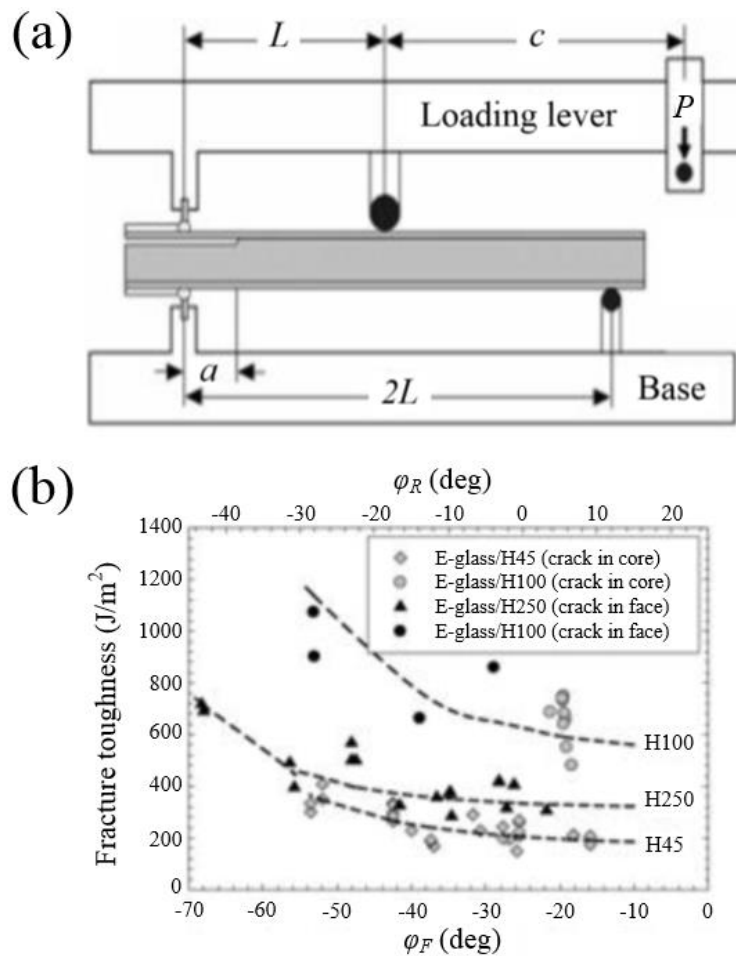 (a)
L
c
Loading lever
P
a
2L
Base
(b)
φR (deg)
-40 -30 -20 -10 0 10 20
Fracture toughness (J/m²)
1400
1200
1000
800
600
400
200
0
E-glass/H45 (crack in core)
E-glass/H100 (crack in core)
E-glass/H250 (crack in face)
E-glass/H100 (crack in face)
H100
H250
H45
-70 -60 -50 -40 -30 -20 -10 0
φF (deg)